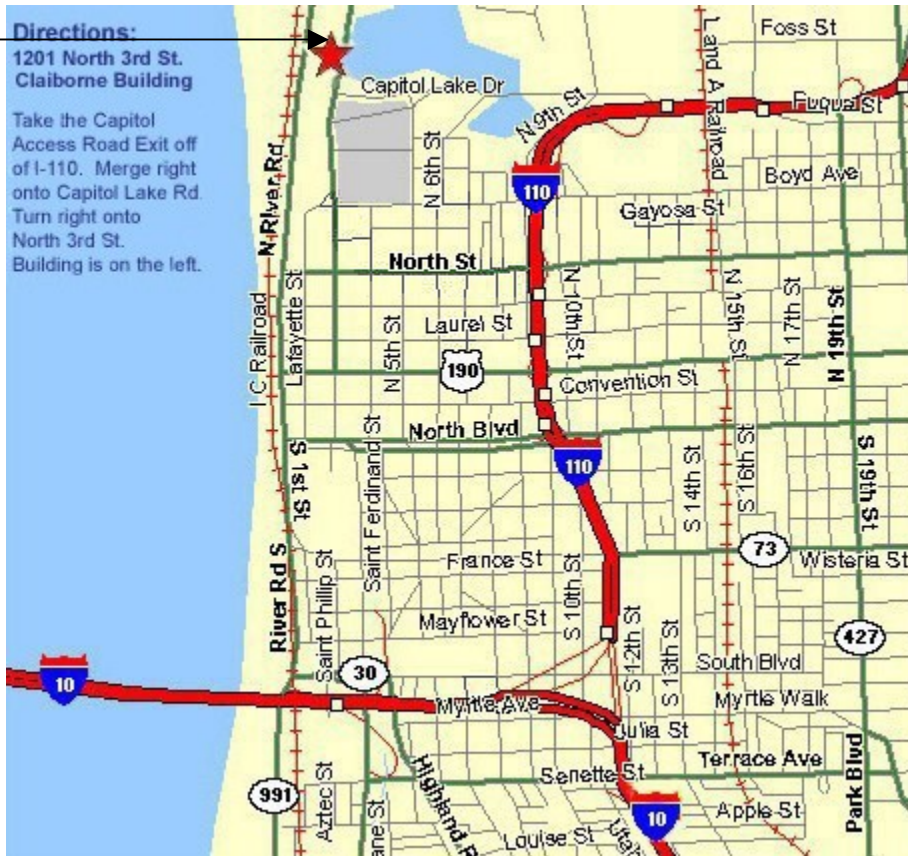 Directions:
1201 North 3rd St.
Claiborne Building
Take the Capitol
Access Road Exit off
of I-110. Merge right
onto Capitol Lake Rd.
Turn right onto
North 3rd St.
Building is on the left.
Foss St
Capitol Lake Dr
Land A Railroad
Fuqua St
N 9th St
N 6th St
N River Rd
110
Boyd Ave
Gayosa St
North St
I C Railroad
Lafayette St
N 5th St
Laurel St
N 10th St
N 15th St
N 17th St
N 19th St
190
Convention St
North Blvd
S 1st St
Saint Ferdinand St
110
S 14th St
S 16th St
S 19th St
73
France St
Wisteria St
River Rd S
Saint Phillip St
Mayflower St
S 10th St
S 12th St
S 13th St
427
South Blvd
10
30
Myrtle Ave
Myrtle Walk
Julia St
Terrace Ave
Senette St
991
Aztec St
ane St
Highland R
10
Apple St
Park Blvd
Louise St
Utah